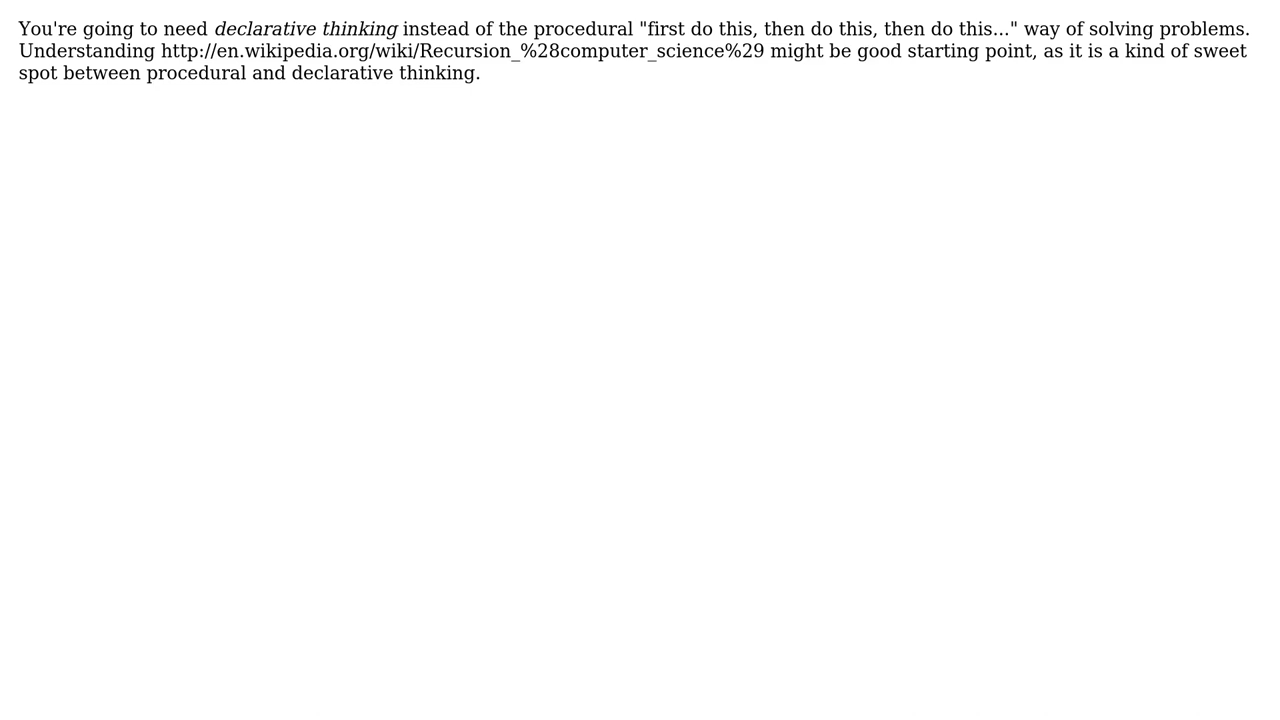 You're going to need declarative thinking instead of the procedural "first do this, then do this, then do this..." way of solving problems.
Understanding http://en.wikipedia.org/wiki/Recursion_%28computer_science%29 might be good starting point, as it is a kind of sweet
spot between procedural and declarative thinking.